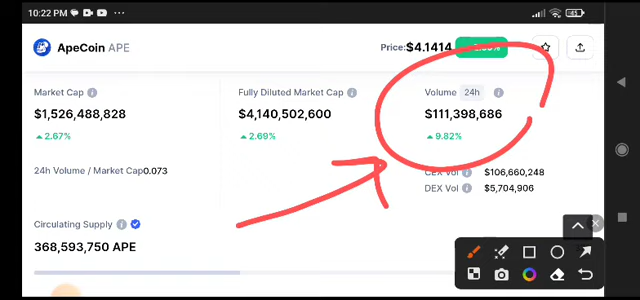 10:22 PM
ApeCoin APE
Price: $4.1414
Market Cap
$1,526,488,828
2.67%
Fully Diluted Market Cap
$4,140,502,600
2.69%
Volume 24h
$111,398,686
9.82%
24h Volume / Market Cap 0.073
CEX Vol $106,660,248
DEX Vol $5,704,906
Circulating Supply
368,593,750 APE